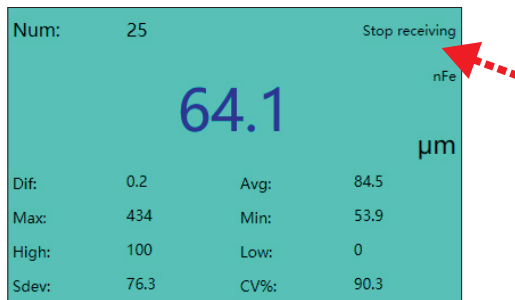 Num: 25 Stop receiving
nFe
64.1
μm
Dif: 0.2 Avg: 84.5
Max: 434 Min: 53.9
High: 100 Low: 0
Sdev: 76.3 CV%: 90.3